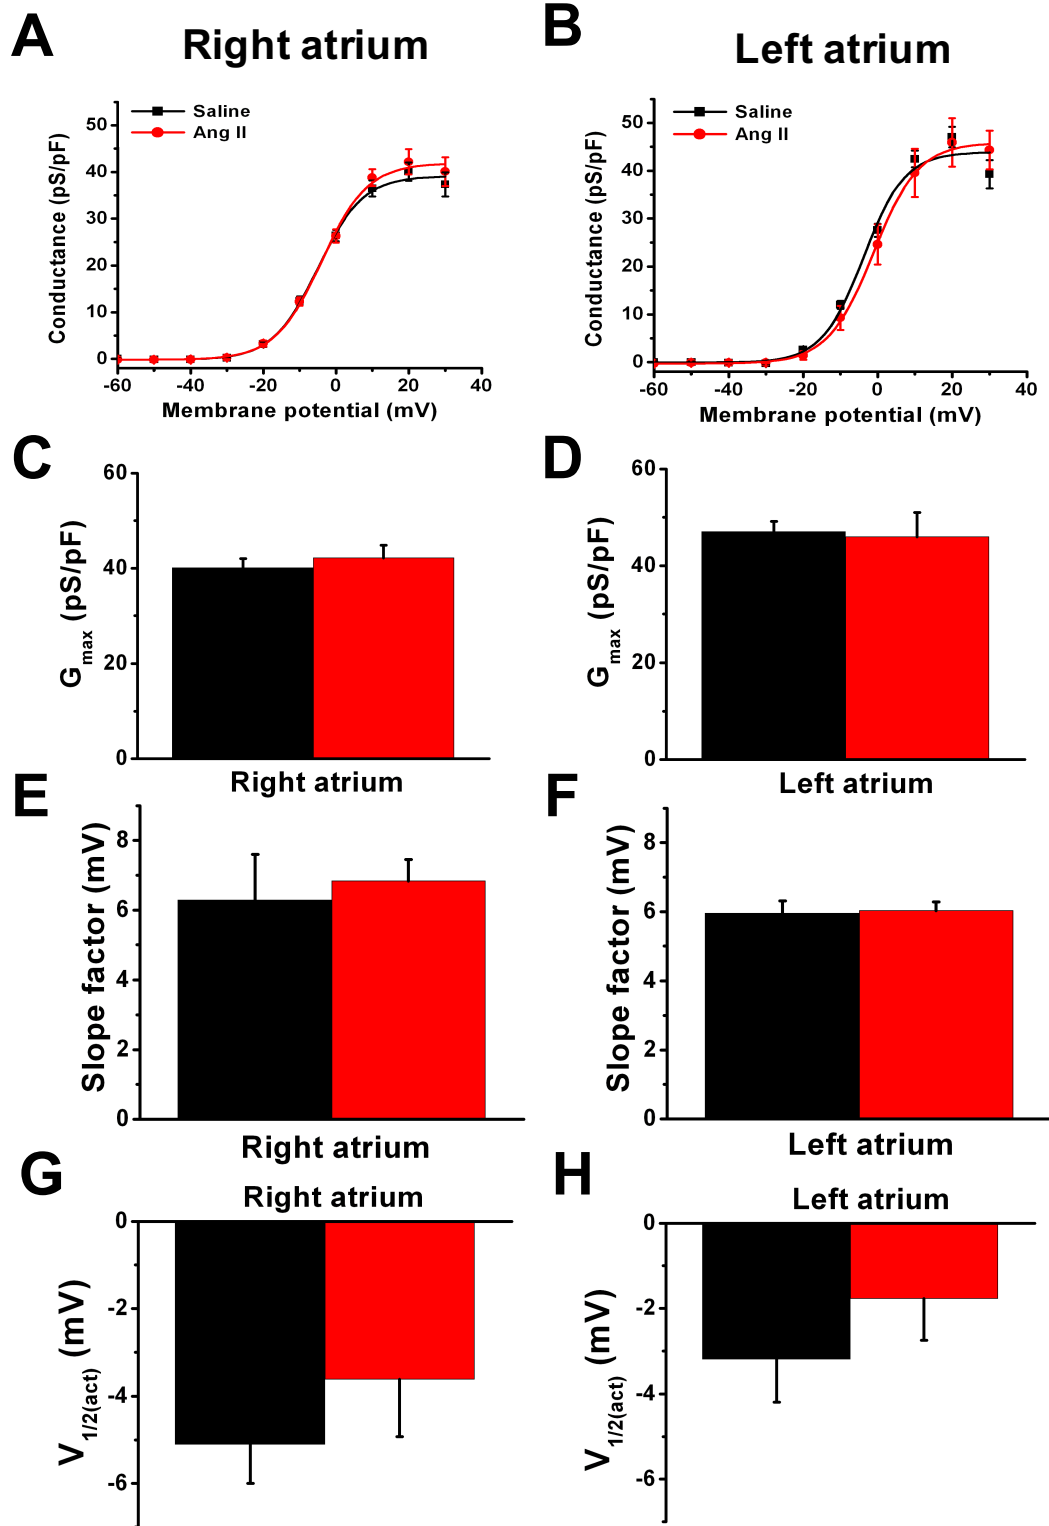 A
Right atrium
B
Left atrium
Saline
Ang II
Conductance (pS/pF)
50
40
30
20
10
0
-60
-40
-20
0
20
40
Membrane potential (mV)
Saline
Ang II
Conductance (pS/pF)
50
40
30
20
10
0
-60
-40
-20
0
20
40
Membrane potential (mV)
C
Gmax (pS/pF)
60
40
20
0
Right atrium
D
Gmax (pS/pF)
60
40
20
0
Left atrium
E
Slope factor (mV)
8
6
4
2
0
Right atrium
F
Slope factor (mV)
8
6
4
2
0
Left atrium
G
Right atrium
V1/2(act) (mV)
0
-2
-4
-6
H
Left atrium
V1/2(act) (mV)
0
-2
-4
-6